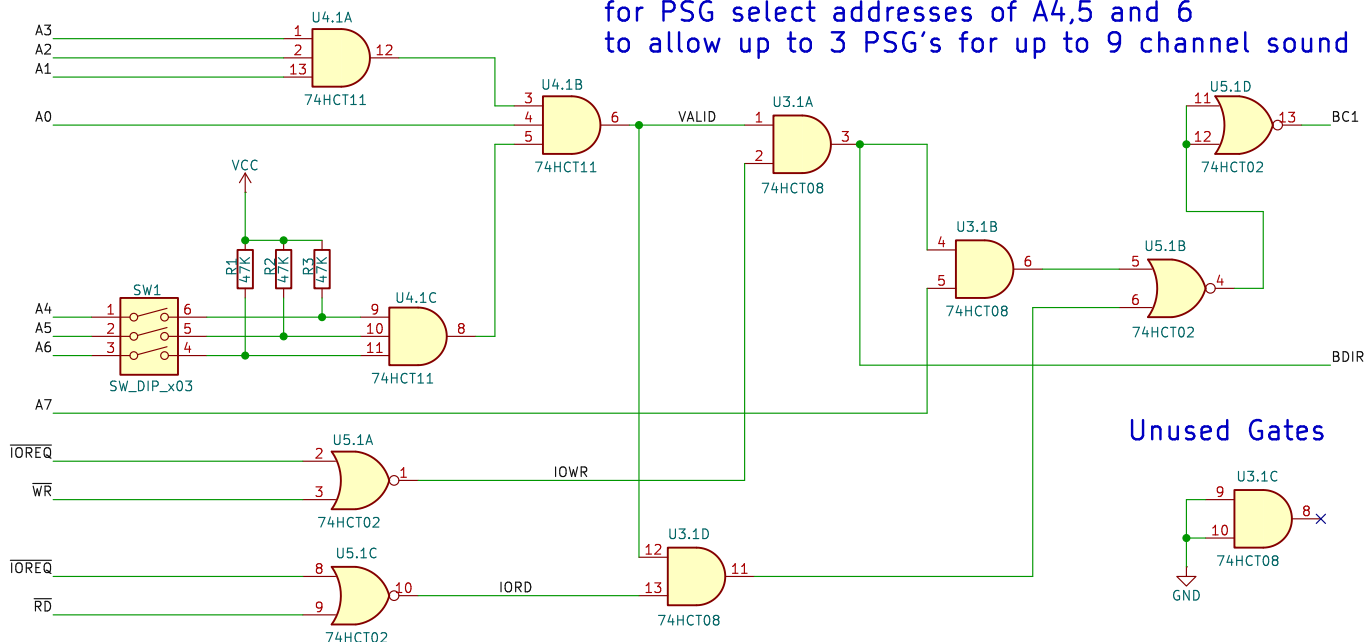 for PSG select addresses of A4,5 and 6
to allow up to 3 PSG's for up to 9 channel sound
U4.1A
A3
1
A2
2
12
A1
13
74HCT11
U4.1B
3
A0
4
6
5
74HCT11
VALID
U3.1A
1
3
2
74HCT08
U5.1D
11
13
BC1
12
74HCT02
VCC
R1
47K
R2
47K
R3
47K
SW1
A4
1
6
A5
2
5
A6
3
4
SW_DIP_x03
U4.1C
9
10
8
11
74HCT11
U3.1B
4
6
5
74HCT08
U5.1B
5
4
6
74HCT02
BDIR
A7
Unused Gates
U5.1A
IOREQ
2
1
IOWR
WR
3
74HCT02
U3.1C
9
8
10
74HCT08
GND
U5.1C
IOREQ
8
10
IORD
RD
9
74HCT02
U3.1D
12
11
13
74HCT08